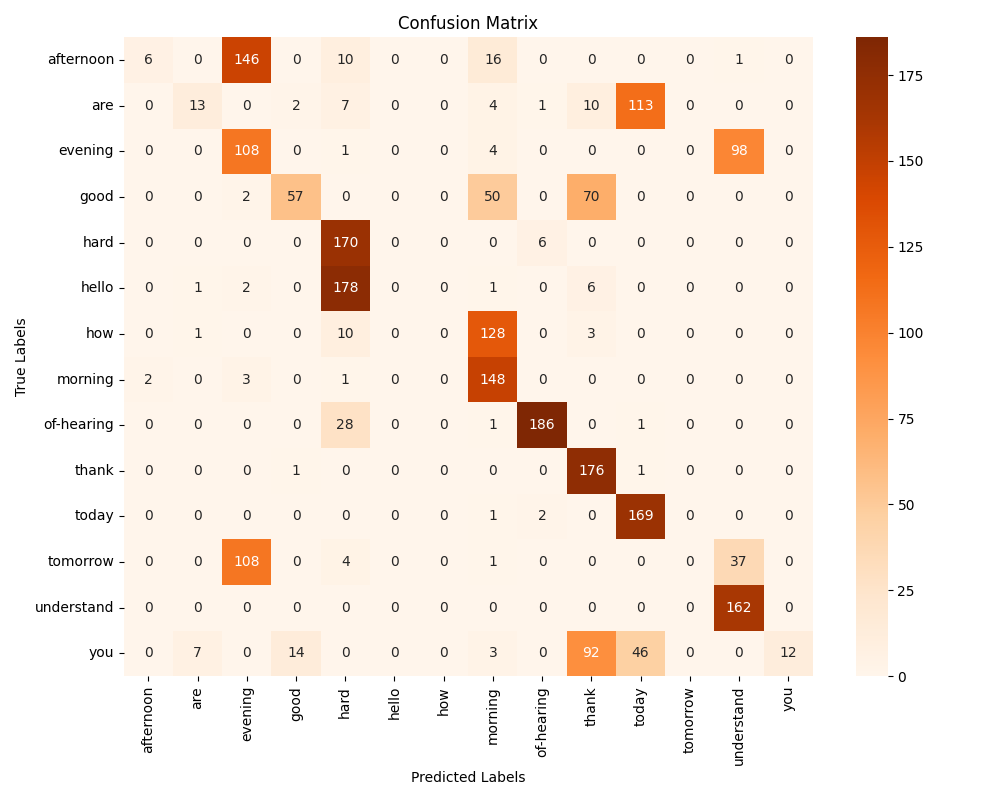 Confusion Matrix
True Labels
afternoon 6 0 146 0 10 0 0 16 0 0 0 0 1 0
are 0 13 0 2 7 0 0 4 1 10 113 0 0 0
evening 0 0 108 0 1 0 0 4 0 0 0 0 98 0
good 0 0 2 57 0 0 0 50 0 70 0 0 0 0
hard 0 0 0 0 170 0 0 0 6 0 0 0 0 0
hello 0 1 2 0 178 0 0 1 0 6 0 0 0 0
how 0 1 0 0 10 0 0 128 0 3 0 0 0 0
morning 2 0 3 0 1 0 0 148 0 0 0 0 0 0
of-hearing 0 0 0 0 28 0 0 1 186 0 1 0 0 0
thank 0 0 0 1 0 0 0 0 0 176 1 0 0 0
today 0 0 0 0 0 0 0 1 2 0 169 0 0 0
tomorrow 0 0 108 0 4 0 0 1 0 0 0 0 37 0
understand 0 0 0 0 0 0 0 0 0 0 0 0 162 0
you 0 7 0 14 0 0 0 3 0 92 46 0 0 12
afternoon are evening good hard hello how morning of-hearing thank today tomorrow understand you
Predicted Labels
175
150
125
100
75
50
25
0